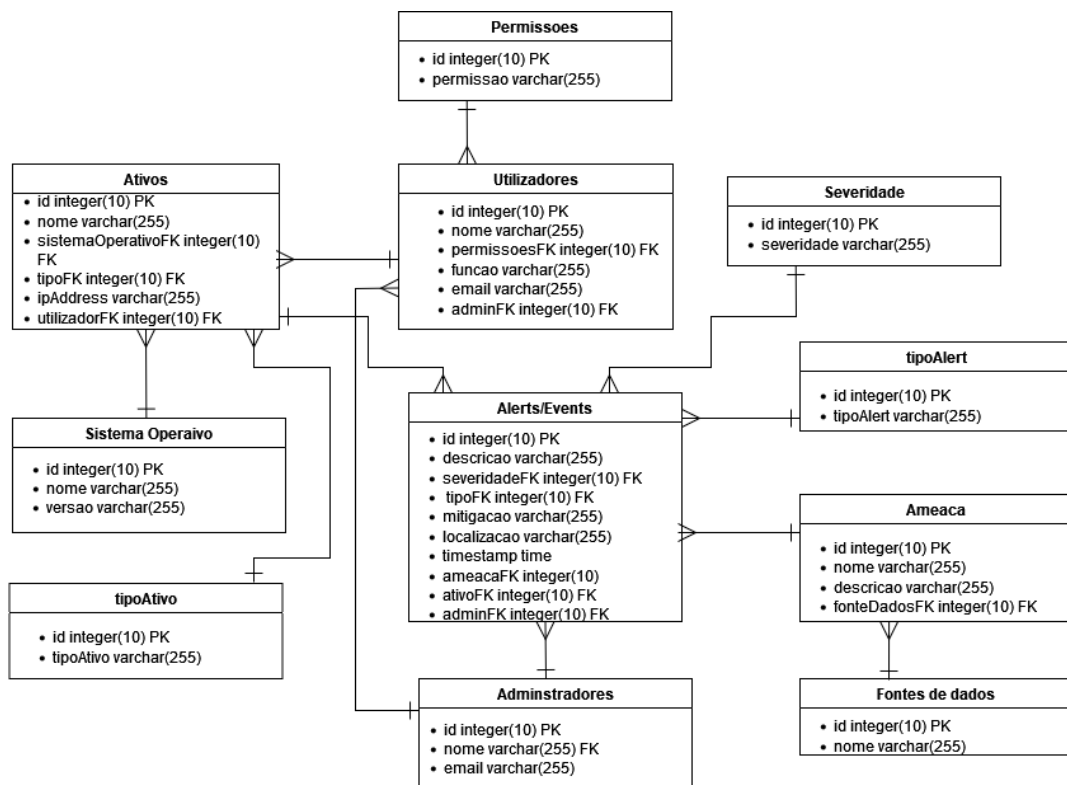 Permissoes
• id integer(10) PK
• permissao varchar(255)
Ativos
• id integer(10) PK
• nome varchar(255)
• sistemaOperativoFK integer(10)
FK
• tipoFK integer(10) FK
• ipAddress varchar(255)
• utilizadorFK integer(10) FK
Utilizadores
• id integer(10) PK
• nome varchar(255)
• permissoesFK integer(10) FK
• funcao varchar(255)
• email varchar(255)
• adminFK integer(10) FK
Severidade
• id integer(10) PK
• severidade varchar(255)
tipoAlert
• id integer(10) PK
• tipoAlert varchar(255)
Sistema Operaivo
• id integer(10) PK
• nome varchar(255)
• versao varchar(255)
Alerts/Events
• id integer(10) PK
• descricao varchar(255)
• severidadeFK integer(10) FK
• tipoFK integer(10) FK
• mitigacao varchar(255)
• localizacao varchar(255)
• timestamp time
• ameacaFK integer(10)
• ativoFK integer(10) FK
• adminFK integer(10) FK
Ameaca
• id integer(10) PK
• nome varchar(255)
• descricao varchar(255)
• fonteDadosFK integer(10) FK
tipoAtivo
• id integer(10) PK
• tipoAtivo varchar(255)
Adminstradores
• id integer(10) PK
• nome varchar(255) FK
• email varchar(255)
Fontes de dados
• id integer(10) PK
• nome varchar(255)